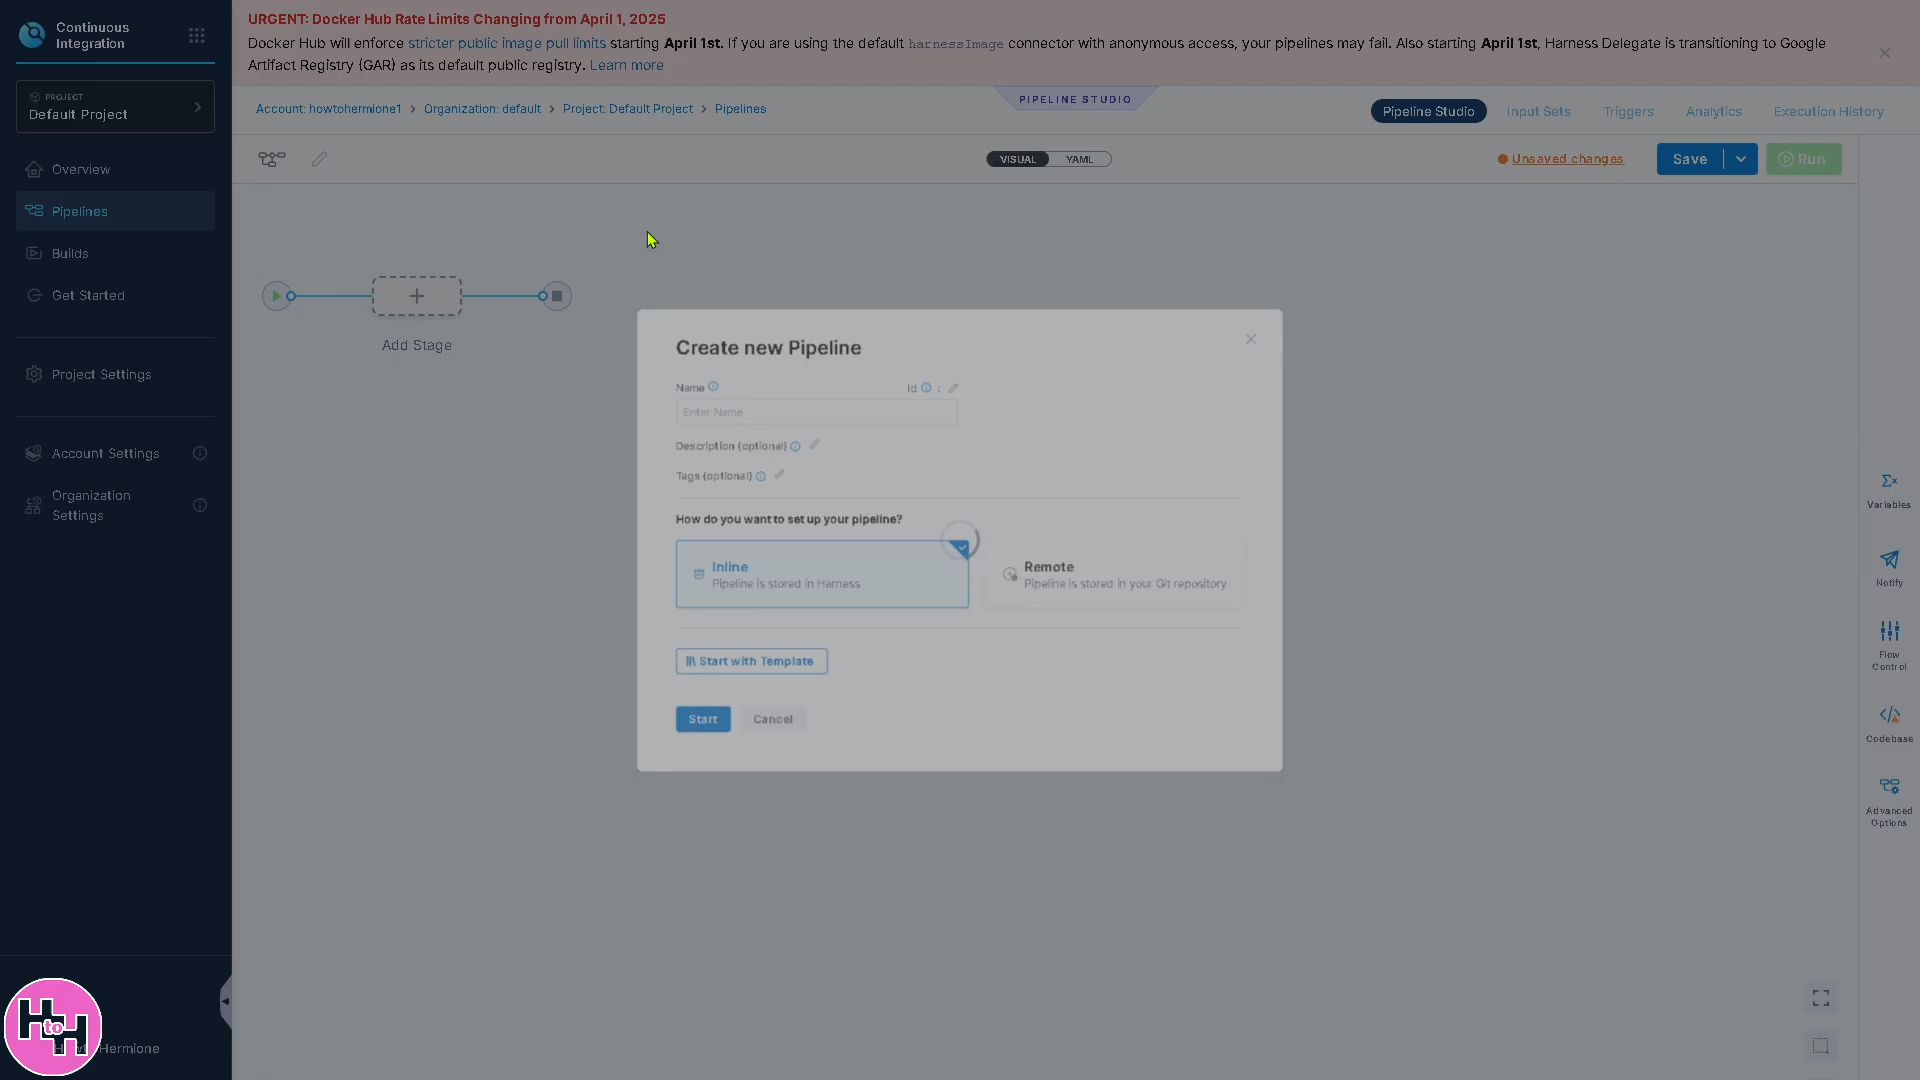 Continuous
Integration
PROJECT
Default Project
Overview
Pipelines
Builds
Get Started
Project Settings
Account Settings
Organization
Settings
H to H
Hermione
URGENT: Docker Hub Rate Limits Changing from April 1, 2025
Docker Hub will enforce stricter public image pull limits starting April 1st. If you are using the default harnessImage connector with anonymous access, your pipelines may fail. Also starting April 1st, Harness Delegate is transitioning to Google
Artifact Registry (GAR) as its default public registry. Learn more
Account: howtohermione1 > Organization: default > Project: Default Project > Pipelines
PIPELINE STUDIO
Pipeline Studio
Input Sets
Triggers
Analytics
Execution History
VISUAL
YAML
Unsaved changes
Save
Run
Add Stage
Create new Pipeline
Name
Id :
Enter Name
Description (optional)
Tags (optional)
How do you want to set up your pipeline?
Inline
Pipeline is stored in Harness
Remote
Pipeline is stored in your Git repository
Start with Template
Start
Cancel
Variables
Notify
Flow
Control
Codebase
Advanced
Options